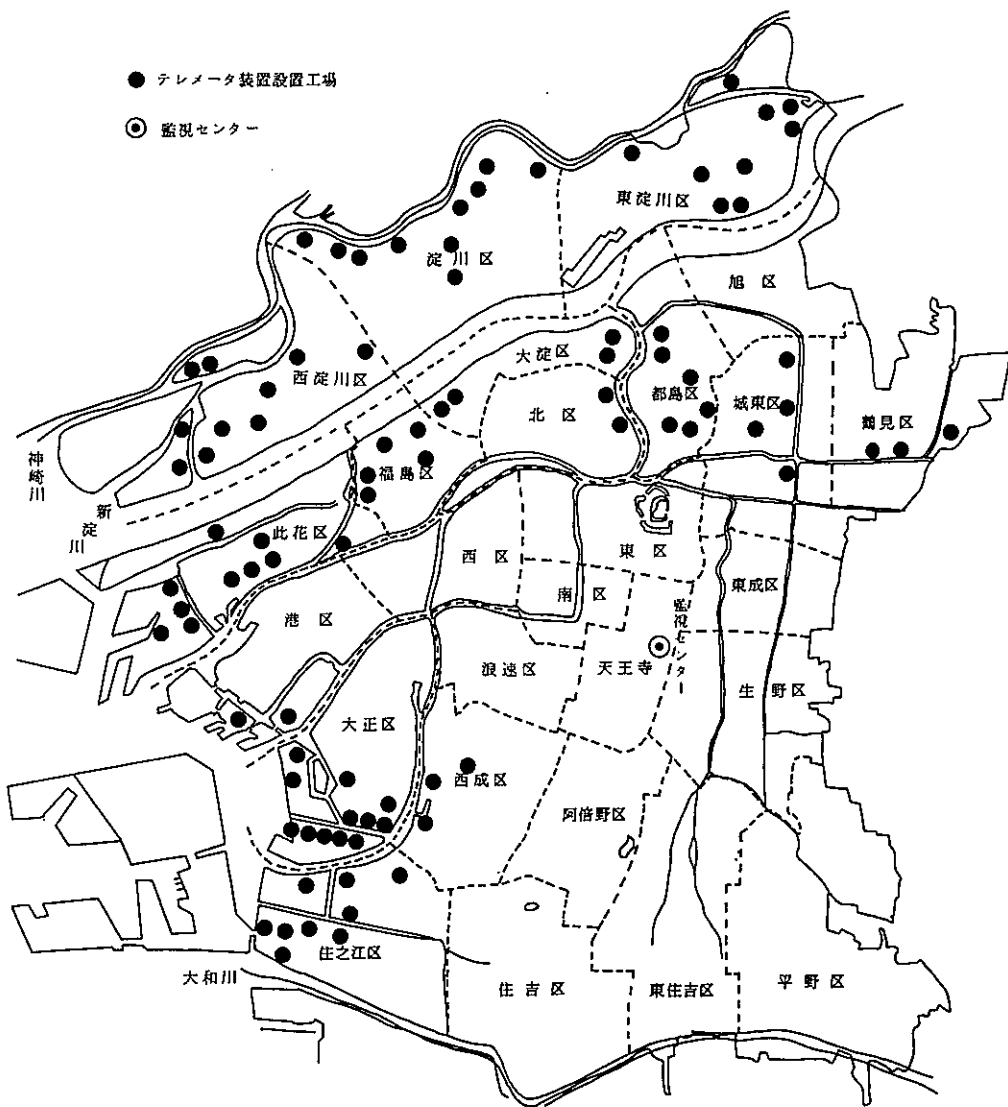 テレメータ装置設置工場
監視センター
東淀川区
淀川区
旭区
大淀区
西淀川区
都島区
城東区
北区
鶴見区
神崎川
福島区
新淀川
此花区
西区
東区
東成区
南区
港区
監視センター
浪速区
天王寺
生野区
大正区
西成区
阿倍野区
住之江区
大和川
住吉区
東住吉区
平野区